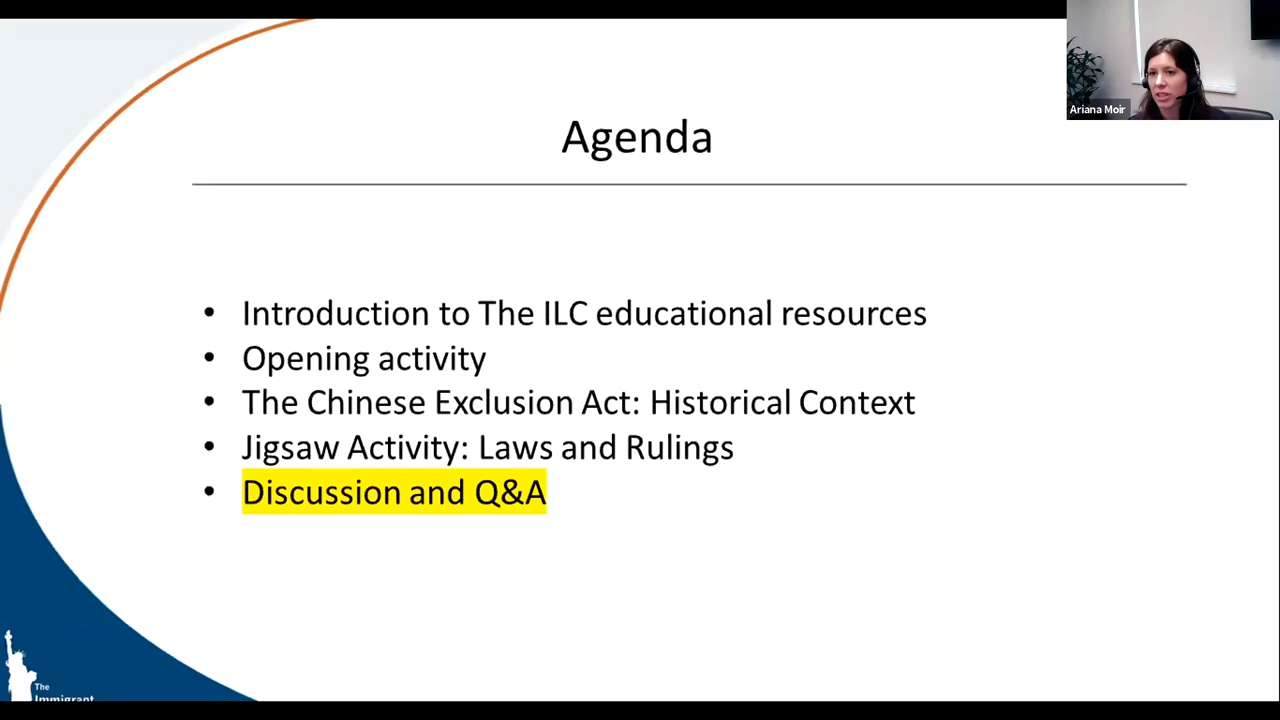 Ariana Moir
Agenda
• Introduction to The ILC educational resources
• Opening activity
• The Chinese Exclusion Act: Historical Context
• Jigsaw Activity: Laws and Rulings
• Discussion and Q&A
The
Immigrant